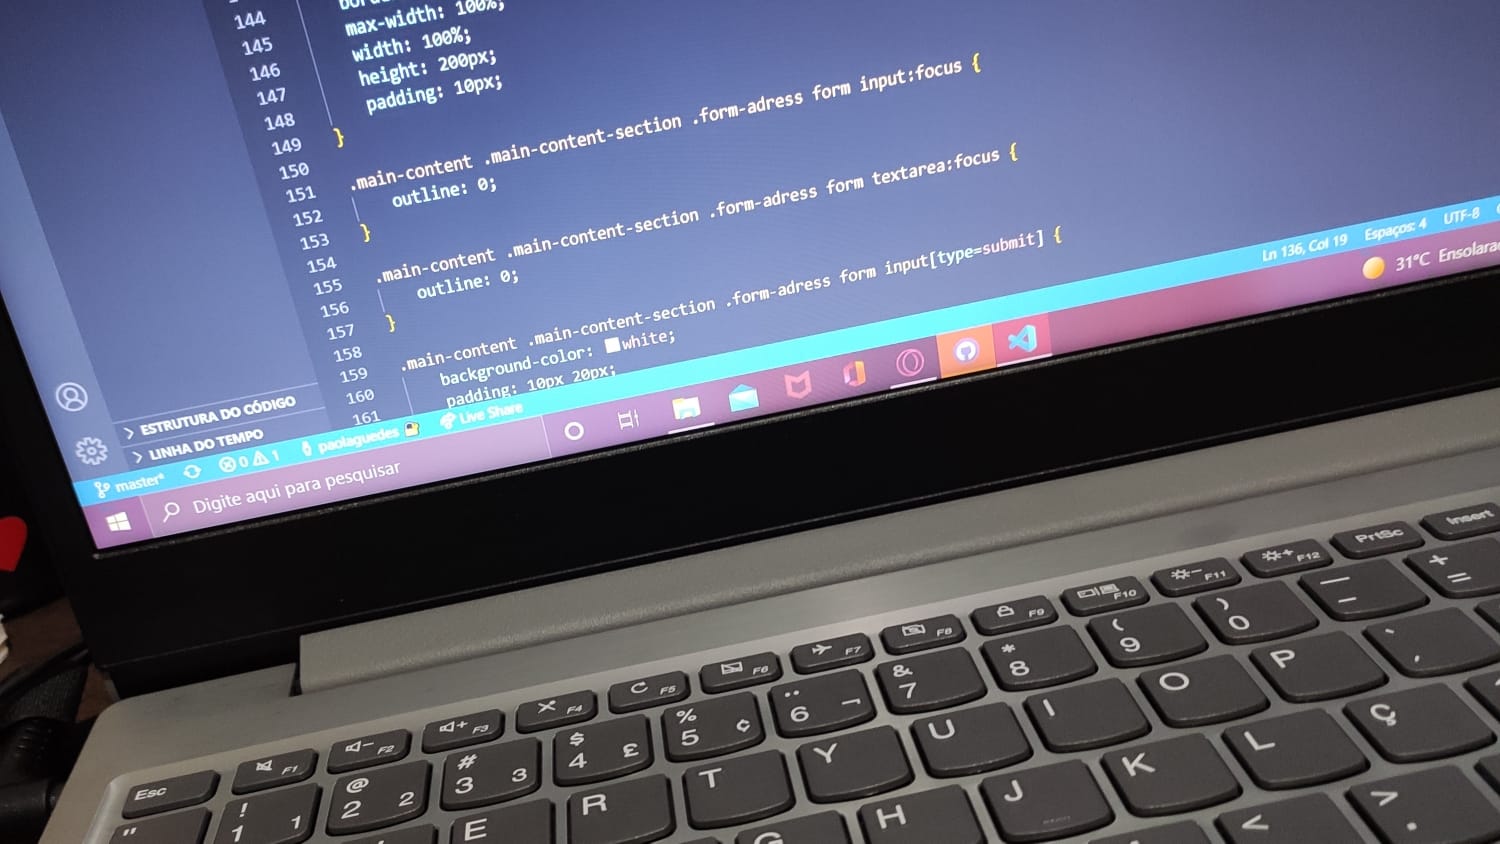 144
max-width: 100%;
145
width: 100%;
146
height: 200px;
147
padding: 10px;
148
149
}
150
151
.main-content .main-content-section .form-adress form input:focus {
152
outline: 0;
153
}
154
155
.main-content .main-content-section .form-adress form textarea:focus {
156
outline: 0;
157
}
158
159
.main-content .main-content-section .form-adress form input[type=submit] {
160
background-color: white;
161
padding: 10px 20px;
ESTRUTURA DO CÓDIGO
LINHA DO TEMPO
master* 0 1 paolaguedes Live Share Ln 136, Col 19 Espaços: 4 UTF-8
Digite aqui para pesquisar 31°C
Esc F1 F2 F3 F4 F5 F6 F7 F8 F9 F10 F11 F12 PrtSc Insert
" ! 1 1 @ 2 2 # 3 3 $ 4 £ % 5 ¢ ¨ 6 ¬ & 7 * 8 ( 9 ) 0 _ - + =
E R T Y U I O P ` ´
G H J K L Ç
< > .